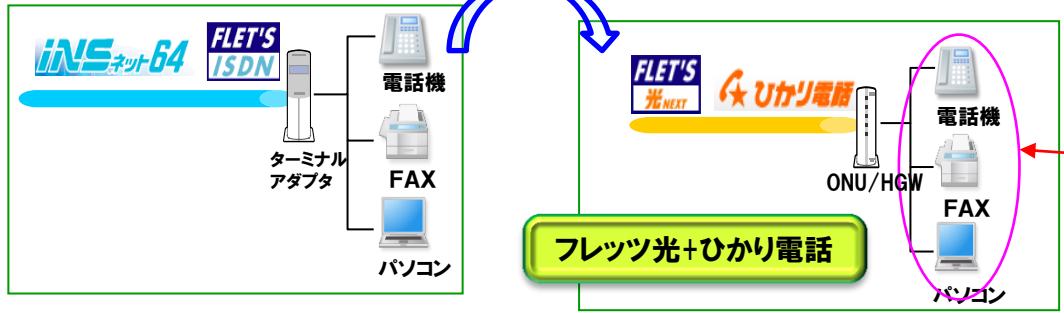 INSネット64
FLET'S
ISDN
電話機
ターミナル
アダプタ
FAX
パソコン
FLET'S
光NEXT
ひかり電話
電話機
ONU/HGW
FAX
フレッツ光+ひかり電話
パソコン